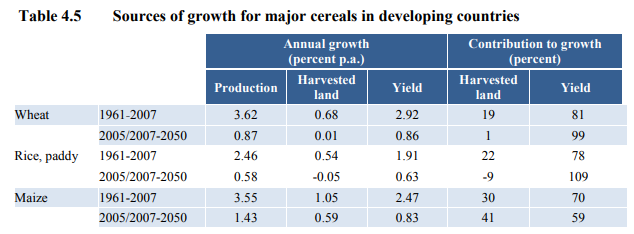 Table 4.5 Sources of growth for major cereals in developing countries
Annual growth Contribution to growth
(percent p.a.) (percent)
Production Harvested land Yield Harvested land Yield
Wheat 1961-2007 3.62 0.68 2.92 19 81
2005/2007-2050 0.87 0.01 0.86 1 99
Rice, paddy 1961-2007 2.46 0.54 1.91 22 78
2005/2007-2050 0.58 -0.05 0.63 -9 109
Maize 1961-2007 3.55 1.05 2.47 30 70
2005/2007-2050 1.43 0.59 0.83 41 59